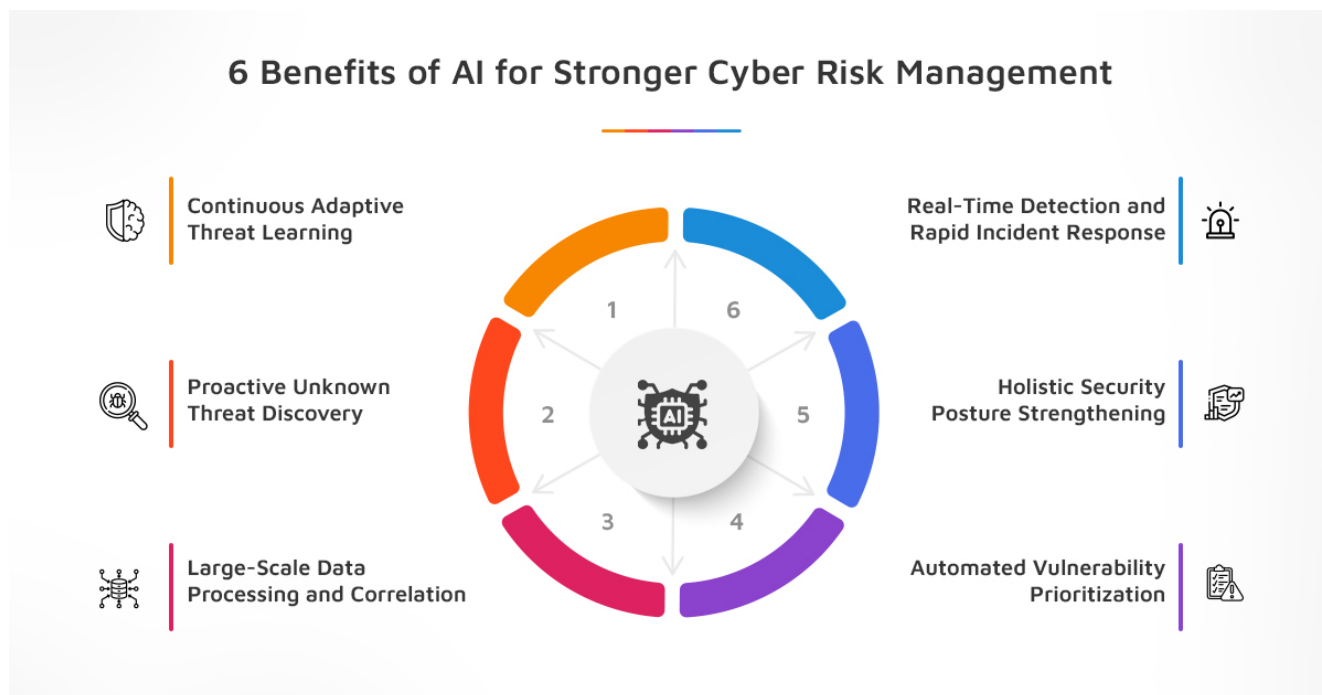 6 Benefits of AI for Stronger Cyber Risk Management
Continuous Adaptive
Threat Learning
Proactive Unknown
Threat Discovery
Large-Scale Data
Processing and Correlation
1
2
3
4
5
6
AI
Real-Time Detection and
Rapid Incident Response
Holistic Security
Posture Strengthening
Automated Vulnerability
Prioritization